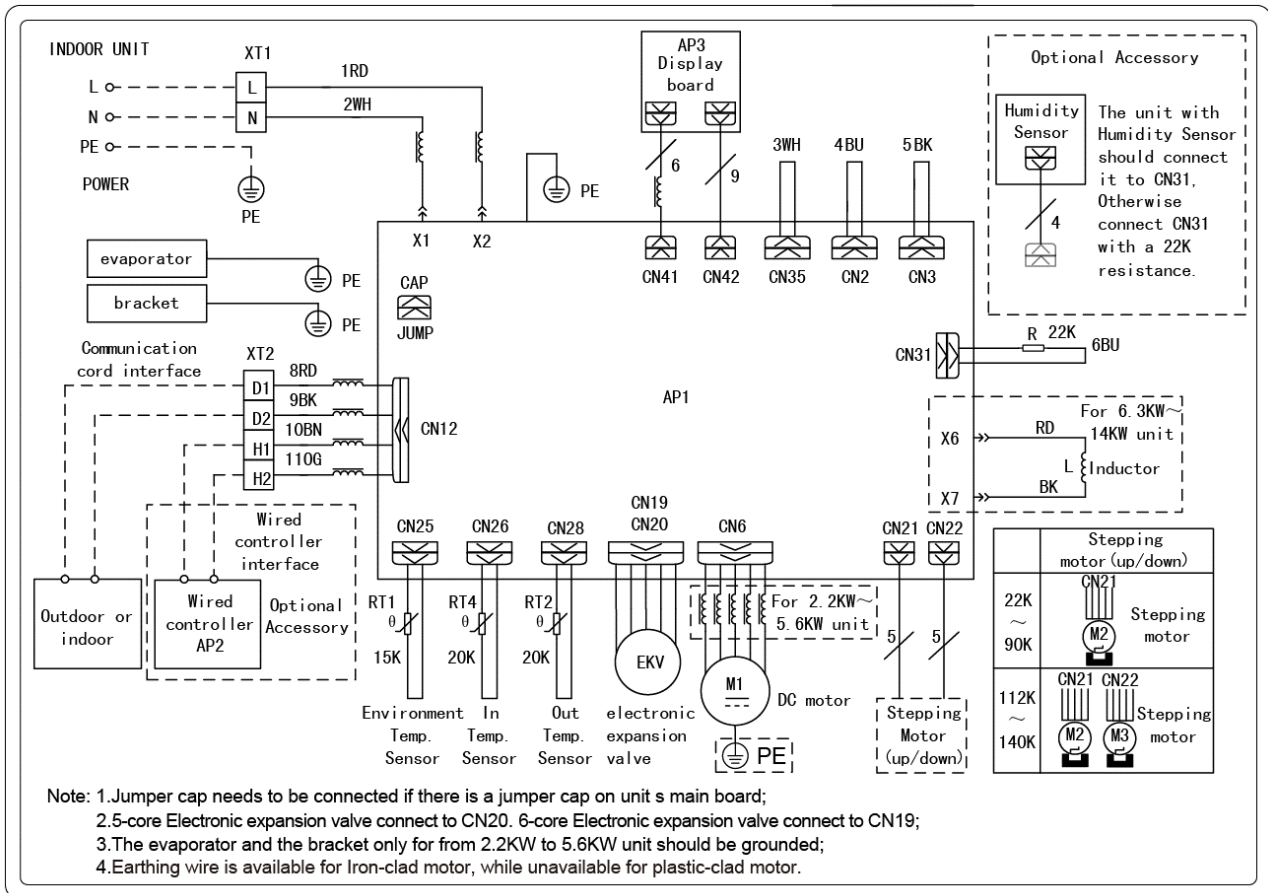 INDOOR UNIT
XT1
L
L
1RD
N
N
2WH
PE
POWER
PE
PE
X1
X2
AP3
Display
board
6
9
3WH
4BU
5BK
CN41
CN42
CN35
CN2
CN3
Optional Accessory
Humidity
Sensor
4
The unit with
Humidity Sensor
should connect
it to CN31,
Otherwise
connect CN31
with a 22K
resistance.
evaporator
PE
bracket
PE
CAP
JUMP
Communication
cord interface
XT2
D1
8RD
D2
9BK
H1
10BN
H2
11OG
CN12
AP1
CN31
R
22K
6BU
For 6.3KW~
14KW unit
X6
RD
L
Inductor
X7
BK
Wired
controller
interface
Outdoor or
indoor
Wired
controller
AP2
Optional
Accessory
CN25
CN26
CN28
CN19
CN20
CN6
CN21
CN22
RT1
θ
15K
RT4
θ
20K
RT2
θ
20K
EKV
For 2.2KW~
5.6KW unit
M1
DC motor
PE
5
5
Environment
Temp.
Sensor
In
Temp.
Sensor
Out
Temp.
Sensor
electronic
expansion
valve
Stepping
Motor
(up/down)
Stepping
motor(up/down)
22K
~
90K
CN21
M2
Stepping
motor
112K
~
140K
CN21
CN22
M2
M3
Stepping
motor
Note: 1.Jumper cap needs to be connected if there is a jumper cap on unit s main board;
2.5-core Electronic expansion valve connect to CN20. 6-core Electronic expansion valve connect to CN19;
3.The evaporator and the bracket only for from 2.2KW to 5.6KW unit should be grounded;
4.Earthing wire is available for Iron-clad motor, while unavailable for plastic-clad motor.